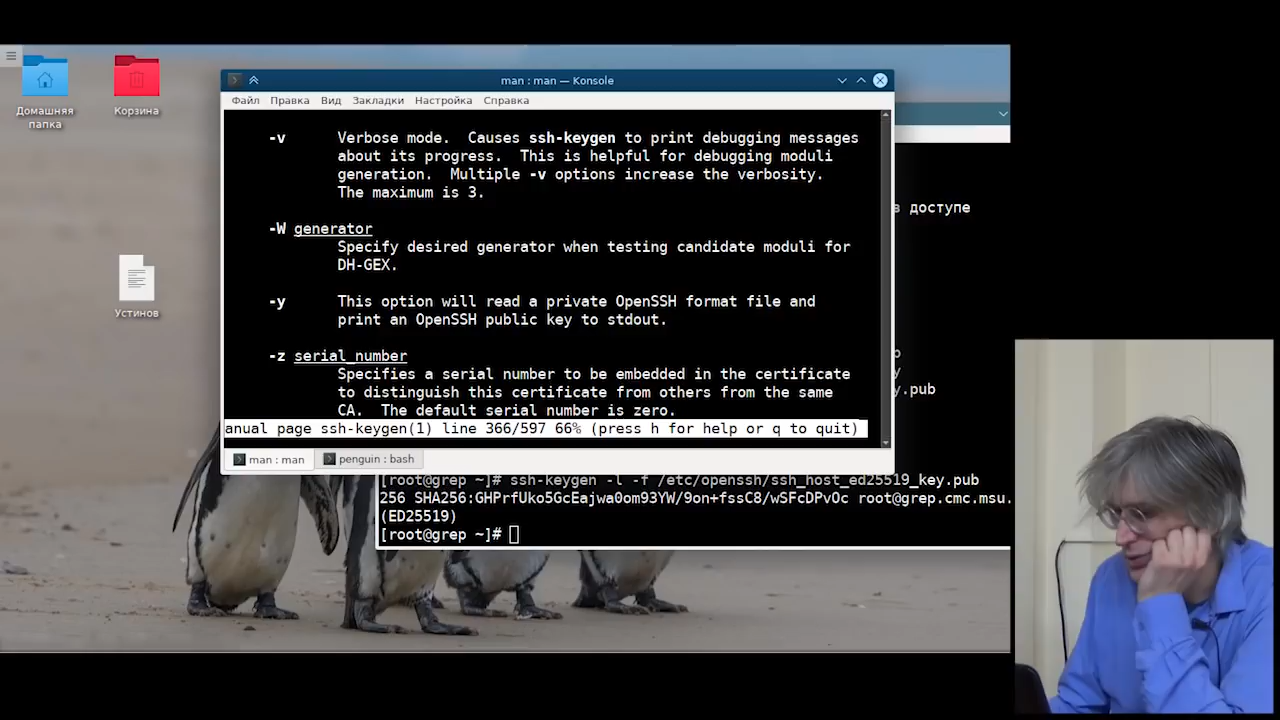 Домашняя
папка
Корзина
Устинов
man : man — Konsole
Файл Правка Вид Закладки Настройка Справка
-v Verbose mode. Causes ssh-keygen to print debugging messages
about its progress. This is helpful for debugging moduli
generation. Multiple -v options increase the verbosity.
The maximum is 3.
-W generator
Specify desired generator when testing candidate moduli for
DH-GEX.
-y This option will read a private OpenSSH format file and
print an OpenSSH public key to stdout.
-z serial_number
Specifies a serial number to be embedded in the certificate
to distinguish this certificate from others from the same
CA. The default serial number is zero.
anual page ssh-keygen(1) line 366/597 66% (press h for help or q to quit)
man : man penguin : bash
в доступе
y.pub
[root@grep ~]# ssh-keygen -l -f /etc/openssh/ssh_host_ed25519_key.pub
256 SHA256:GHPrfUko5GcEajwa0om93YW/9on+fssC8/wSFcDPvOc root@grep.cmc.msu.
(ED25519)
[root@grep ~]#